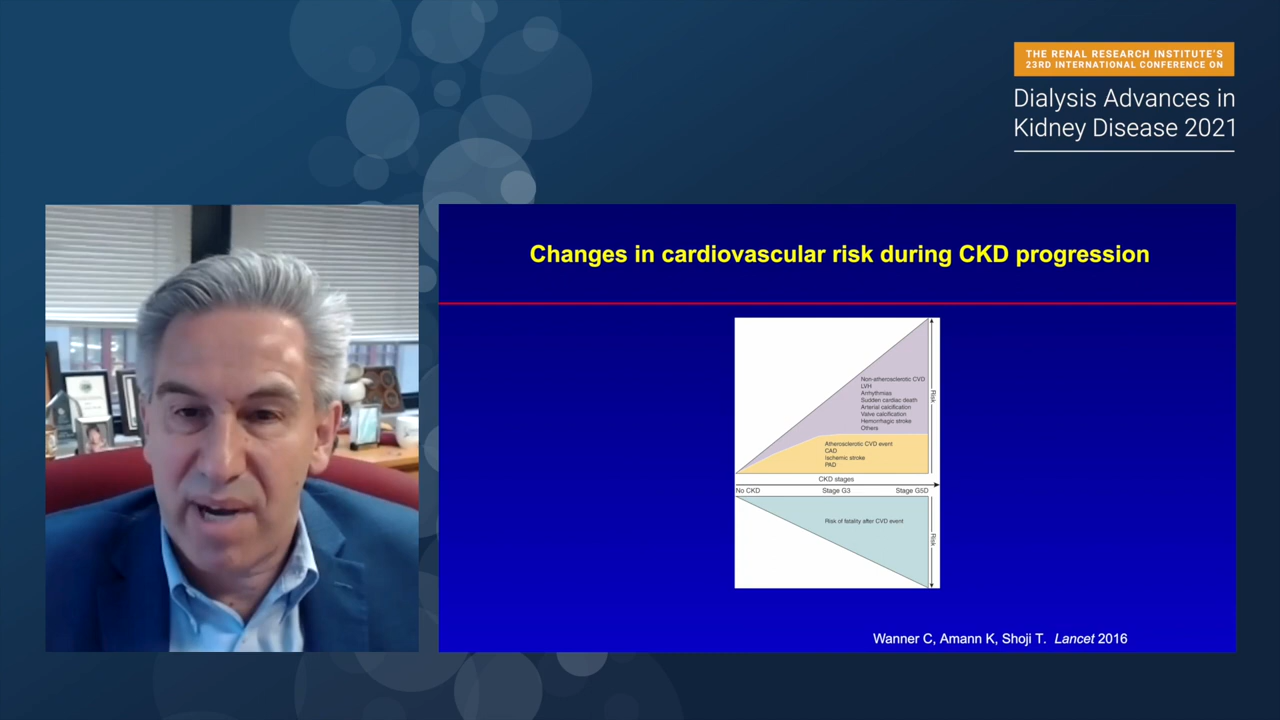 THE RENAL RESEARCH INSTITUTE'S
23RD INTERNATIONAL CONFERENCE ON
Dialysis Advances in
Kidney Disease 2021
Changes in cardiovascular risk during CKD progression
Non-atherosclerotic CVD
LVH
Arrhythmias
Sudden cardiac death
Arterial calcification
Valve calcification
Hemorrhagic stroke
Others
Risk
Atherosclerotic CVD event
CAD
Ischemic stroke
PAD
CKD stages
No CKD Stage G3 Stage G5D
Risk of fetality after CVD event
Risk
Wanner C, Amann K, Shoji T. Lancet 2016